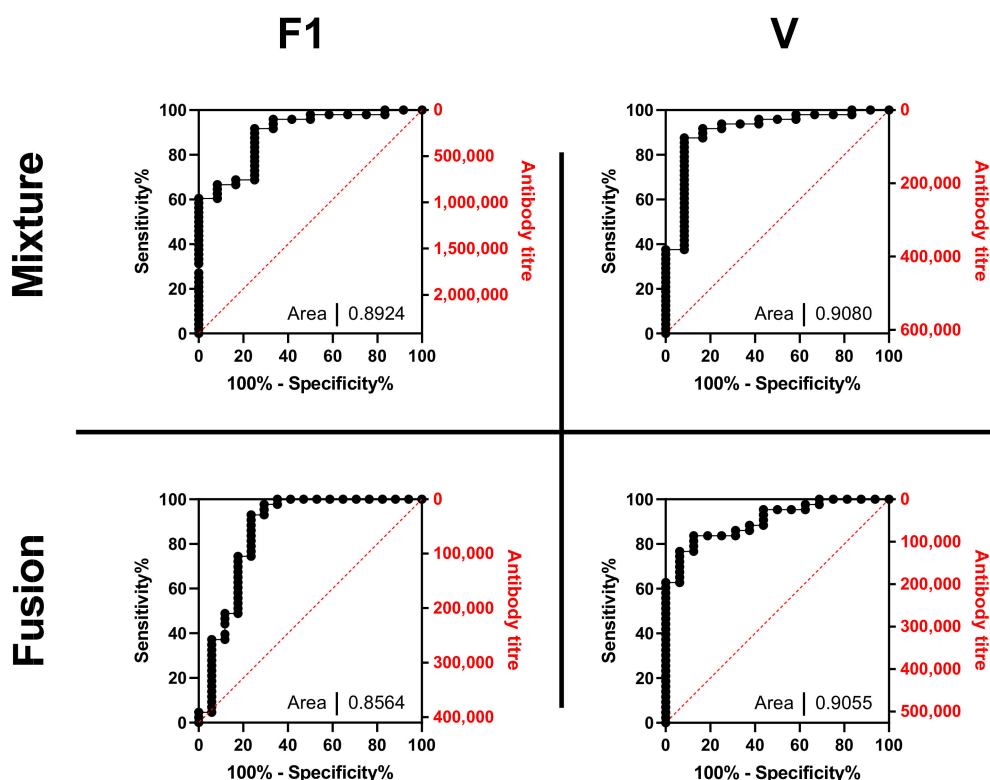 F1
V
Mixture
Fusion
Sensitivity%
100
80
60
40
20
0
0 20 40 60 80 100
100% - Specificity%
0
500,000
1,000,000
1,500,000
2,000,000
Antibody titre
Area | 0.8924
Sensitivity%
100
80
60
40
20
0
0 20 40 60 80 100
100% - Specificity%
0
200,000
400,000
600,000
Antibody titre
Area | 0.9080
Sensitivity%
100
80
60
40
20
0
0 20 40 60 80 100
100% - Specificity%
0
100,000
200,000
300,000
400,000
Antibody titre
Area | 0.8564
Sensitivity%
100
80
60
40
20
0
0 20 40 60 80 100
100% - Specificity%
0
100,000
200,000
300,000
400,000
500,000
Antibody titre
Area | 0.9055